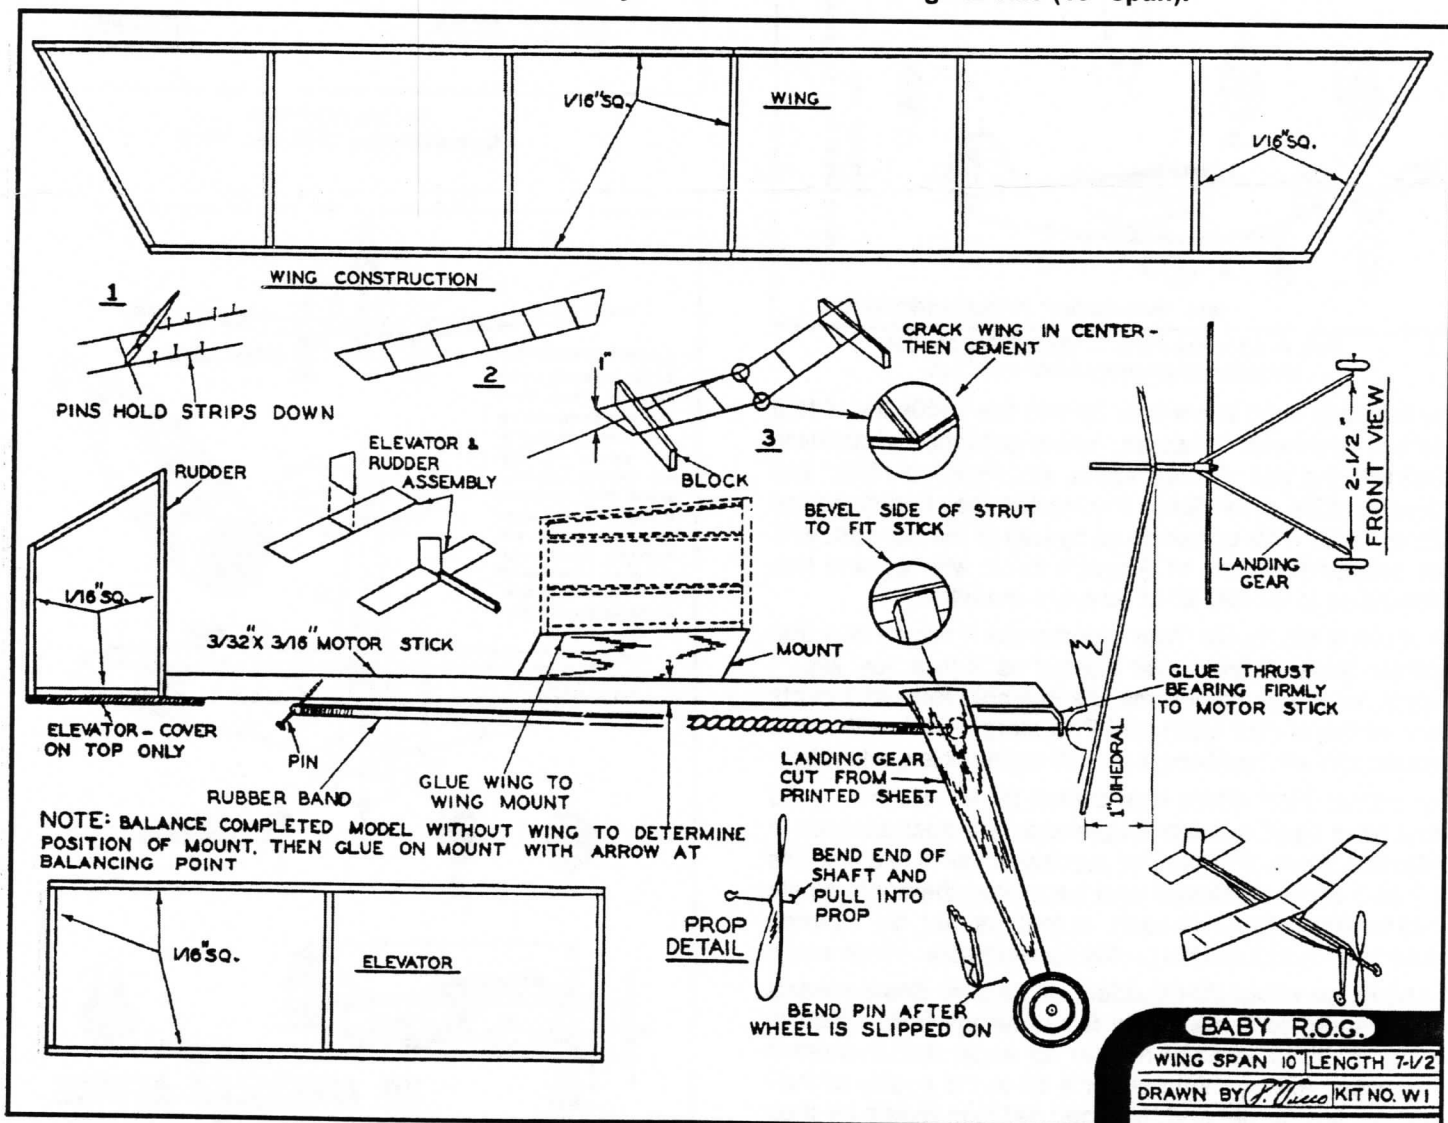 Span).
1/16"SQ.
WING
1/16"SQ.
WING CONSTRUCTION
1
PINS HOLD STRIPS DOWN
2
1"
3
BLOCK
CRACK WING IN CENTER -
THEN CEMENT
2-1/2"
FRONT VIEW
LANDING
GEAR
RUDDER
ELEVATOR &
RUDDER
ASSEMBLY
BEVEL SIDE OF STRUT
TO FIT STICK
1/16"SQ.
3/32"X 3/16" MOTOR STICK
MOUNT
GLUE THRUST
BEARING FIRMLY
TO MOTOR STICK
ELEVATOR - COVER
ON TOP ONLY
PIN
RUBBER BAND
GLUE WING TO
WING MOUNT
LANDING GEAR
CUT FROM
PRINTED SHEET
1" DIHEDRAL
NOTE: BALANCE COMPLETED MODEL WITHOUT WING TO DETERMINE
POSITION OF MOUNT. THEN GLUE ON MOUNT WITH ARROW AT
BALANCING POINT
1/16"SQ.
ELEVATOR
PROP
DETAIL
BEND END OF
SHAFT AND
PULL INTO
PROP
BEND PIN AFTER
WHEEL IS SLIPPED ON
BABY R.O.G.
WING SPAN 10" LENGTH 7-1/2"
DRAWN BY KIT NO. W1